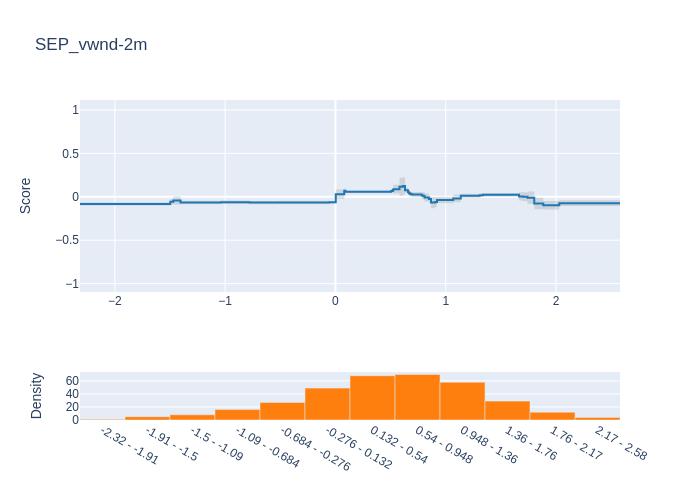 SEP_vwnd-2m
Score
1
0.5
0
−0.5
−1
−2
−1
0
1
2
Density
60
40
20
0
-2.32 - -1.91
-1.91 - -1.5
-1.5 - -1.09
-1.09 - -0.684
-0.684 - -0.276
-0.276 - 0.132
0.132 - 0.54
0.54 - 0.948
0.948 - 1.36
1.36 - 1.76
1.76 - 2.17
2.17 - 2.58